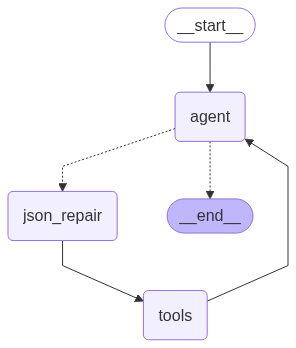 __start__
agent
json_repair
__end__
tools